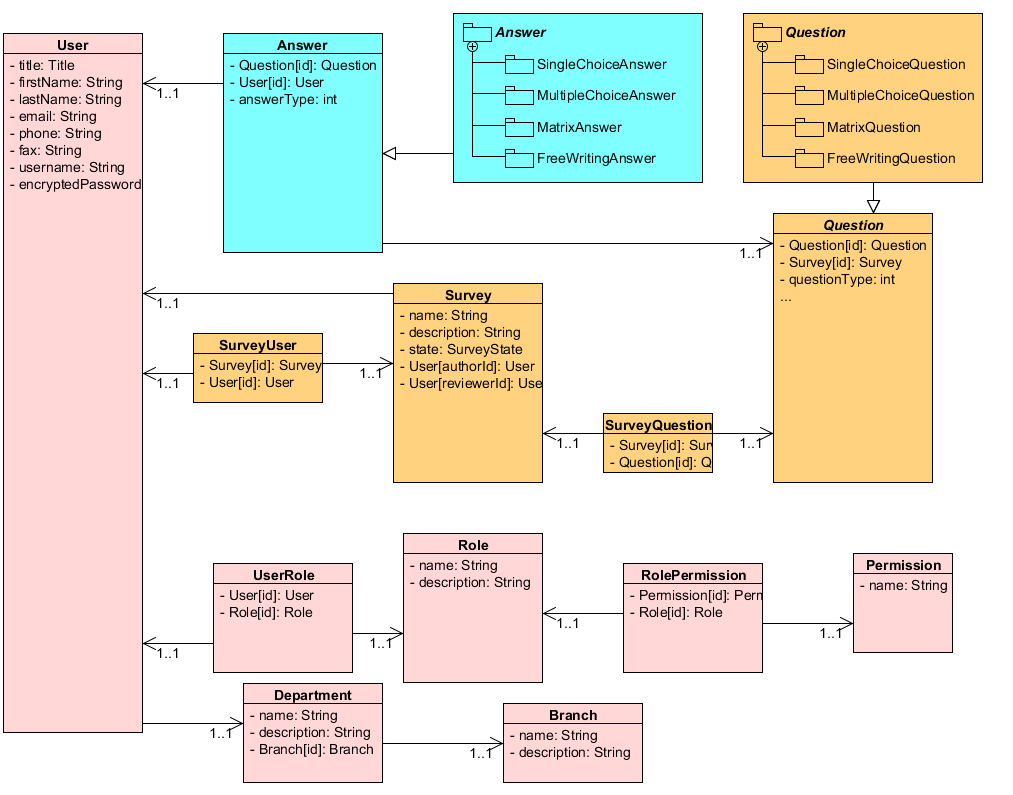 User
- title: Title
- firstName: String
- lastName: String
- email: String
- phone: String
- fax: String
- username: String
- encryptedPassword
Answer
- Question[id]: Question
- User[id]: User
- answerType: int
Answer
SingleChoiceAnswer
MultipleChoiceAnswer
MatrixAnswer
FreeWritingAnswer
Question
SingleChoiceQuestion
MultipleChoiceQuestion
MatrixQuestion
FreeWritingQuestion
1..1
Question
- Question[id]: Question
- Survey[id]: Survey
- questionType: int
...
1..1
1..1
Survey
- name: String
- description: String
- state: SurveyState
- User[authorId]: User
- User[reviewerId]: Use
SurveyUser
- Survey[id]: Survey
- User[id]: User
1..1
1..1
SurveyQuestion
- Survey[id]: Sur
- Question[id]: Q
1..1
1..1
Role
- name: String
- description: String
UserRole
- User[id]: User
- Role[id]: Role
RolePermission
- Permission[id]: Perm
- Role[id]: Role
Permission
- name: String
1..1
1..1
1..1
1..1
Department
- name: String
- description: String
- Branch[id]: Branch
1..1
Branch
- name: String
- description: String
1..1